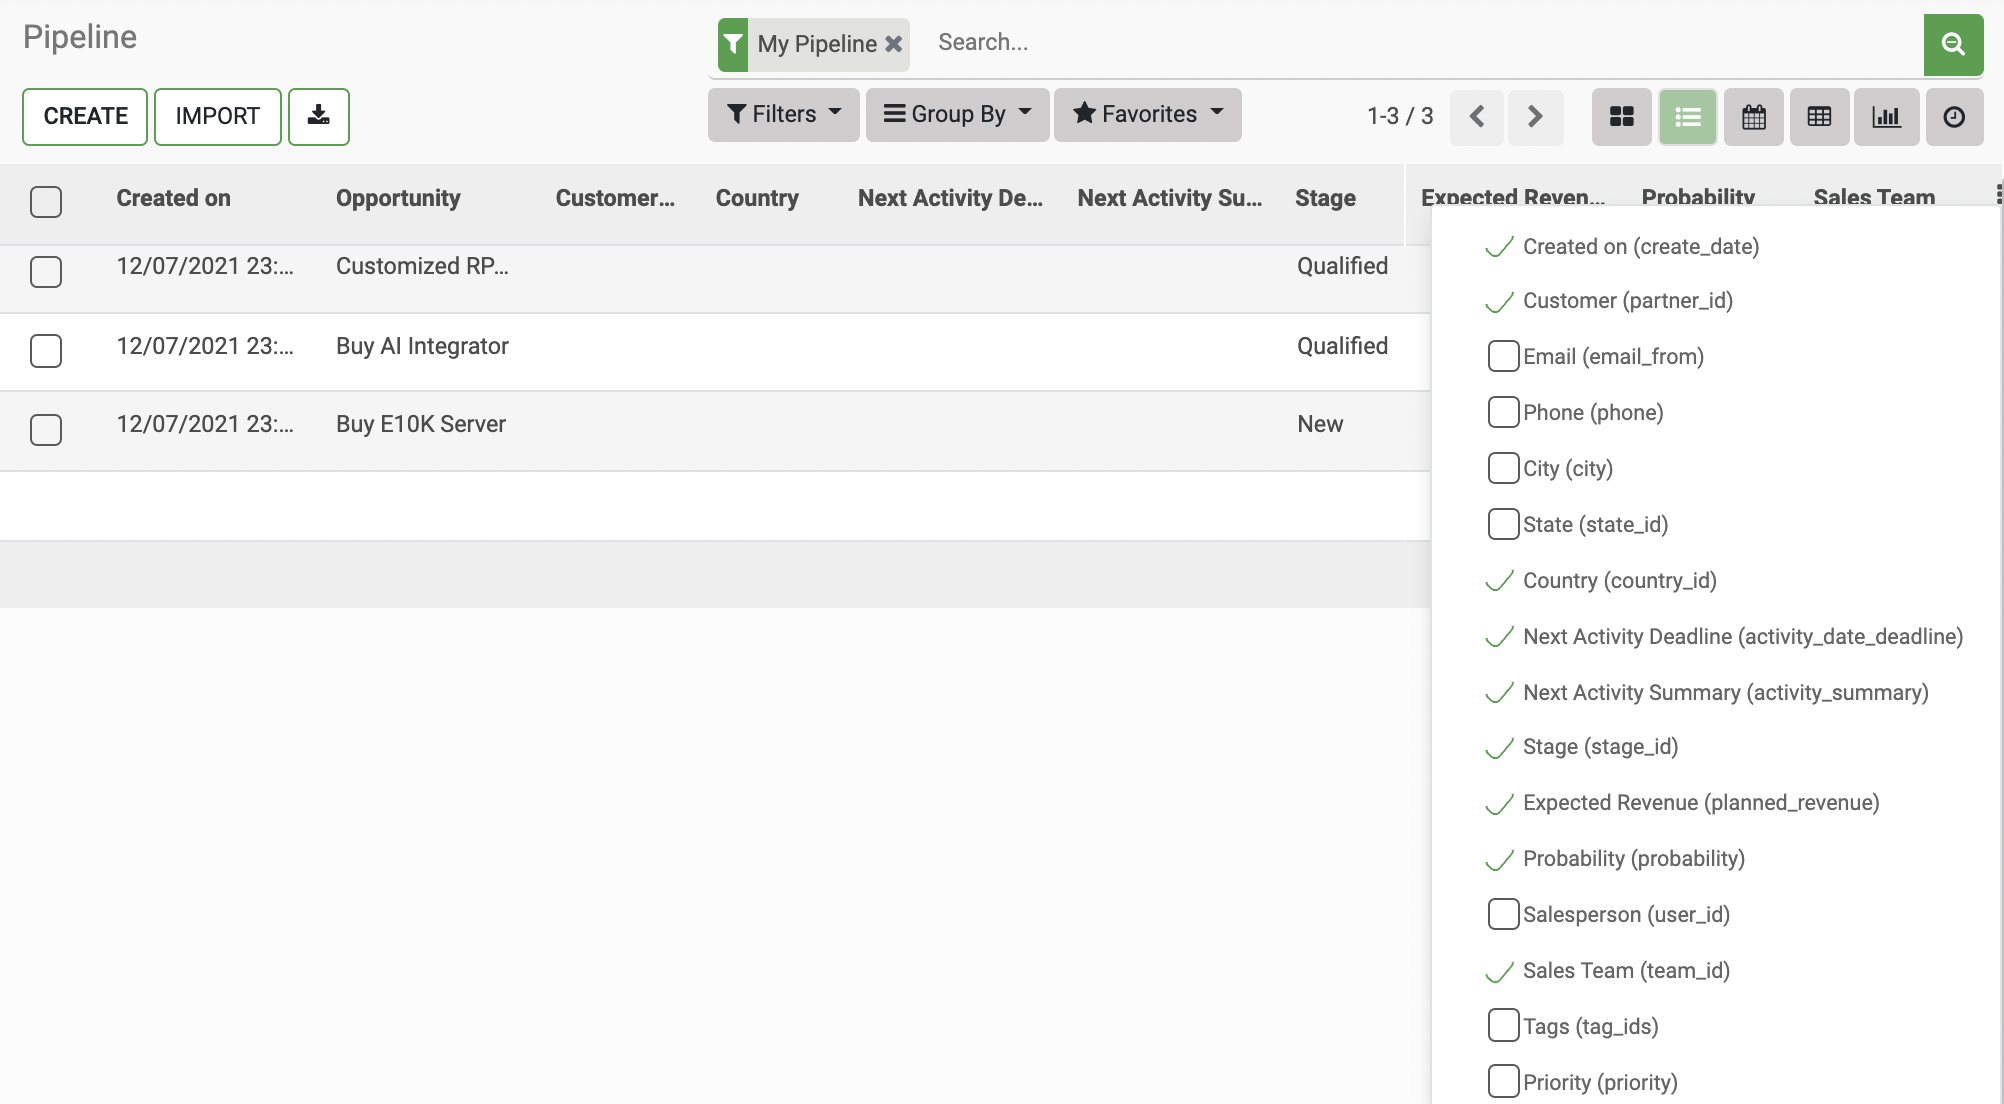 Pipeline
My Pipeline
Search...
CREATE
IMPORT
Filters
Group By
Favorites
1-3 / 3
Created on Opportunity Customer... Country Next Activity De... Next Activity Su... Stage Expected Reven... Probability Sales Team
12/07/2021 23:... Customized RP... Qualified
12/07/2021 23:... Buy AI Integrator Qualified
12/07/2021 23:... Buy E10K Server New
Created on (create_date)
Customer (partner_id)
Email (email_from)
Phone (phone)
City (city)
State (state_id)
Country (country_id)
Next Activity Deadline (activity_date_deadline)
Next Activity Summary (activity_summary)
Stage (stage_id)
Expected Revenue (planned_revenue)
Probability (probability)
Salesperson (user_id)
Sales Team (team_id)
Tags (tag_ids)
Priority (priority)